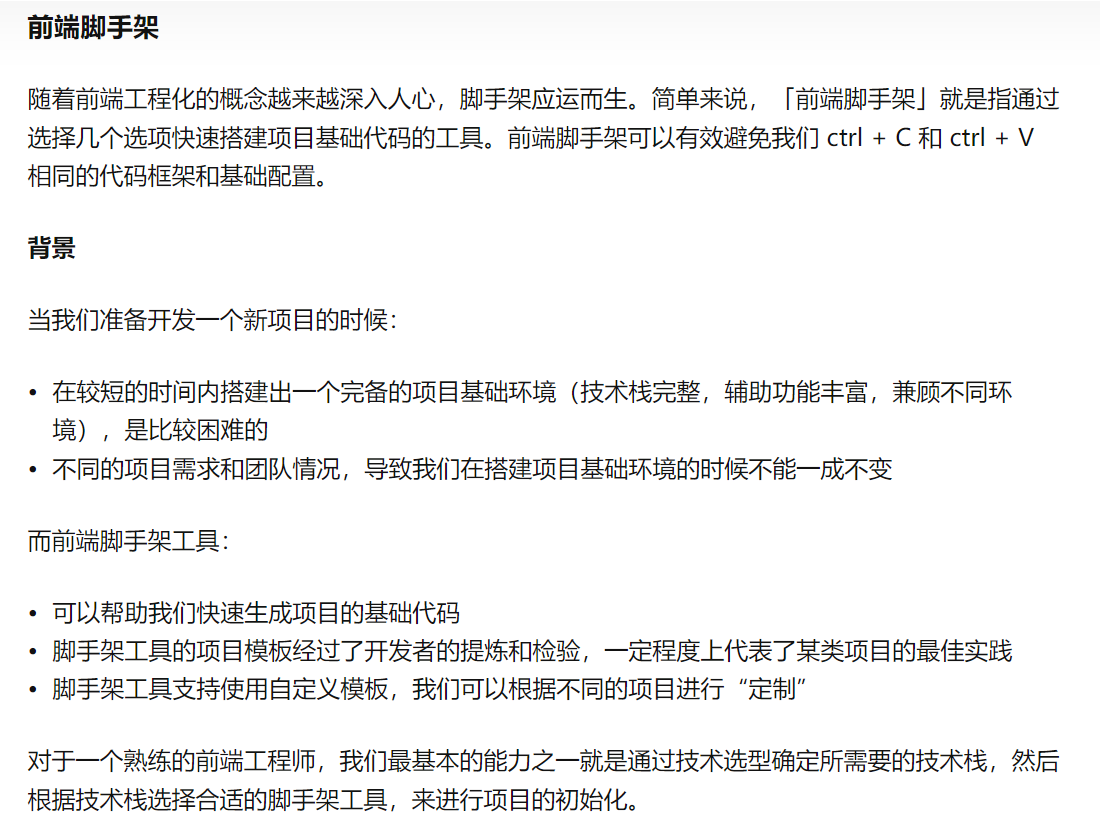 前端脚手架
随着前端工程化的概念越来越深入人心，脚手架应运而生。简单来说，「前端脚手架」就是指通过
选择几个选项快速搭建项目基础代码的工具。前端脚手架可以有效避免我们 ctrl + C 和 ctrl + V
相同的代码框架和基础配置。
背景
当我们准备开发一个新项目的时候：
• 在较短的时间内搭建出一个完备的项目基础环境（技术栈完整，辅助功能丰富，兼顾不同环
境），是比较困难的
• 不同的项目需求和团队情况，导致我们在搭建项目基础环境的时候不能一成不变
而前端脚手架工具：
• 可以帮助我们快速生成项目的基础代码
• 脚手架工具的项目模板经过了开发者的提炼和检验，一定程度上代表了某类项目的最佳实践
• 脚手架工具支持使用自定义模板，我们可以根据不同的项目进行“定制”
对于一个熟练的前端工程师，我们最基本的能力之一就是通过技术选型确定所需要的技术栈，然后
根据技术栈选择合适的脚手架工具，来进行项目的初始化。